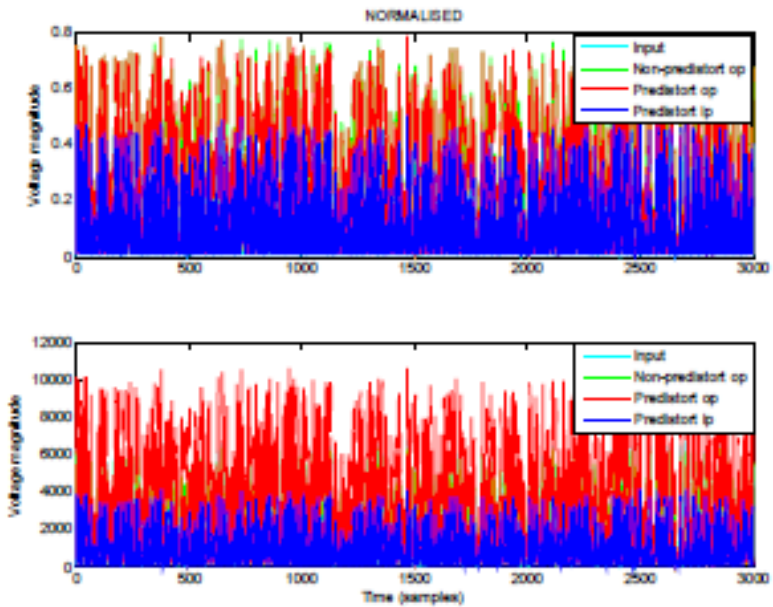 NORMALISED
0.8
0.6
0.4
0.2
0
Voltage magnitude
0 500 1000 1500 2000 2500 3000
Input
Non-predistort op
Predistort op
Predistort ip
12000
10000
8000
6000
4000
2000
0
Voltage magnitude
0 500 1000 1500 2000 2500 3000
Time (samples)
Input
Non-predistort op
Predistort op
Predistort ip